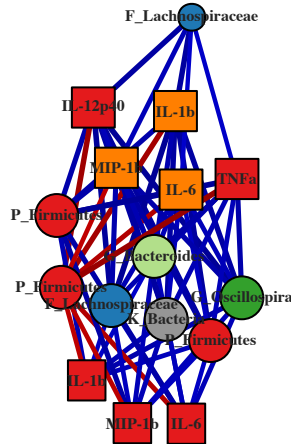 F_Lachnospiraceae
IL-12p40
IL-1b
MIP-1b
TNFa
IL-6
P_Firmicutes
Bacteroides
P_Firmicutes
F_Lachnospiraceae
G_Oscillospira
K_Bacteria
P_Firmicutes
IL-1b
MIP-1b
IL-6